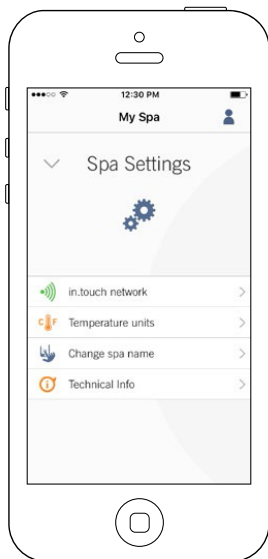 12:30 PM
My Spa
Spa Settings
in.touch network
C F Temperature units
Change spa name
Technical Info